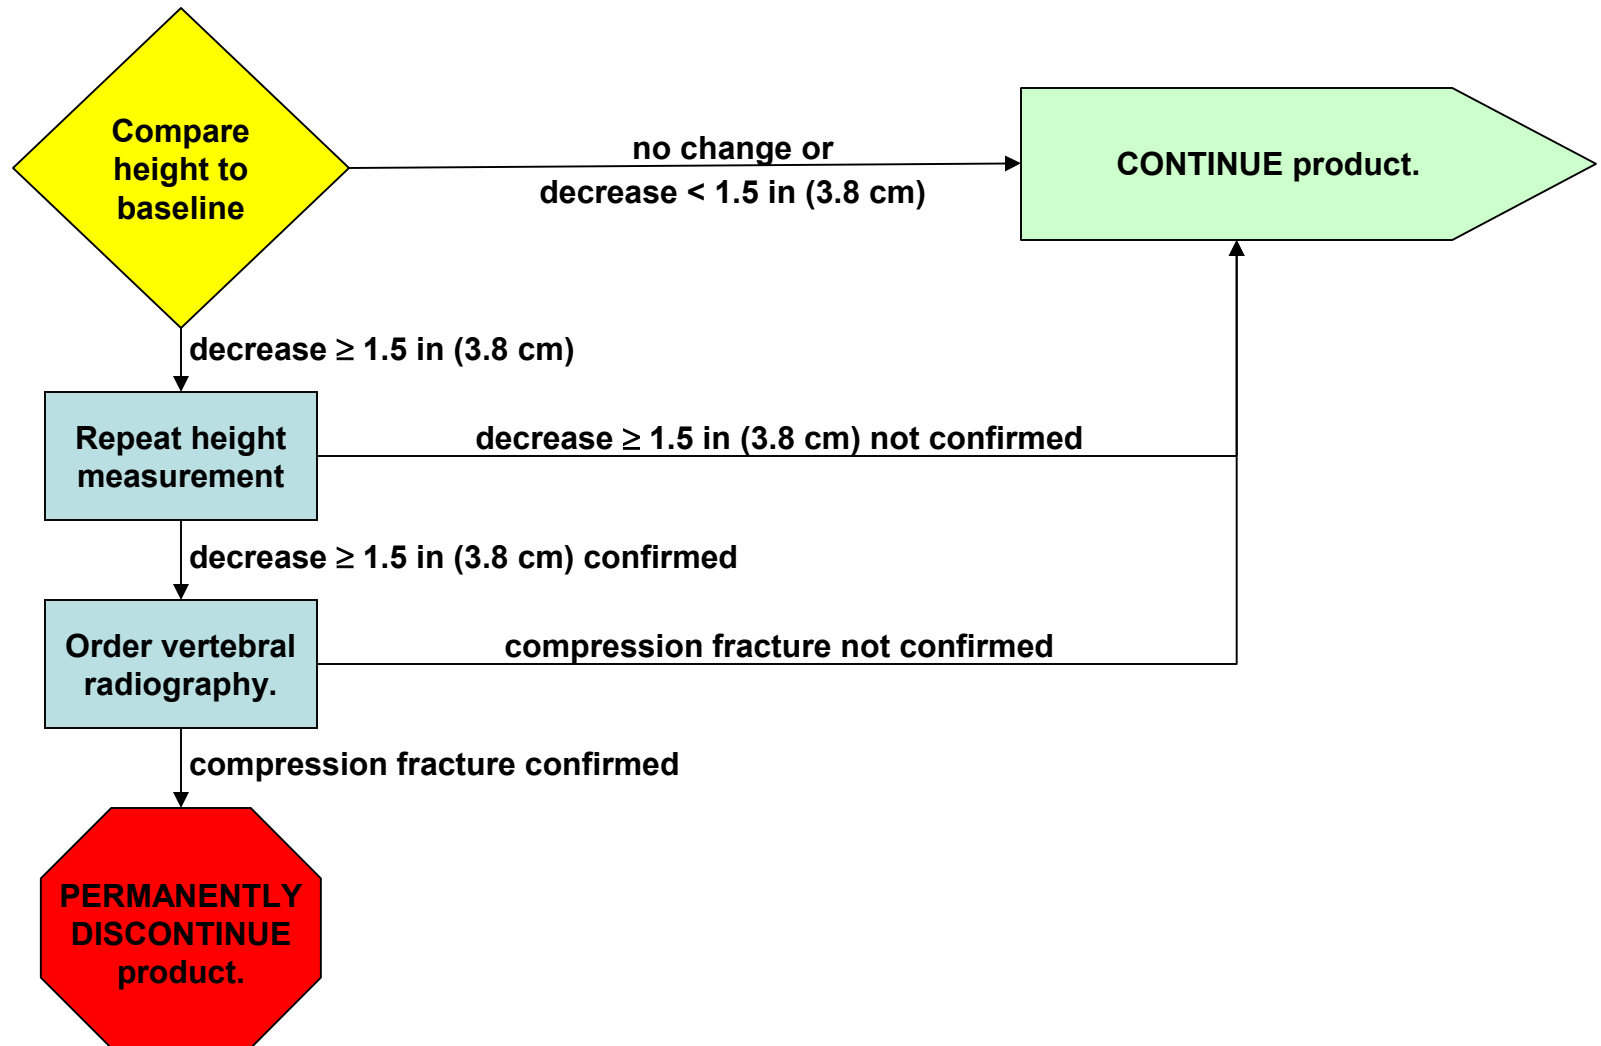 Compare
height to
baseline
no change or
decrease < 1.5 in (3.8 cm)
CONTINUE product.
decrease ≥ 1.5 in (3.8 cm)
Repeat height
measurement
decrease ≥ 1.5 in (3.8 cm) not confirmed
decrease ≥ 1.5 in (3.8 cm) confirmed
Order vertebral
radiography.
compression fracture not confirmed
compression fracture confirmed
PERMANENTLY
DISCONTINUE
product.